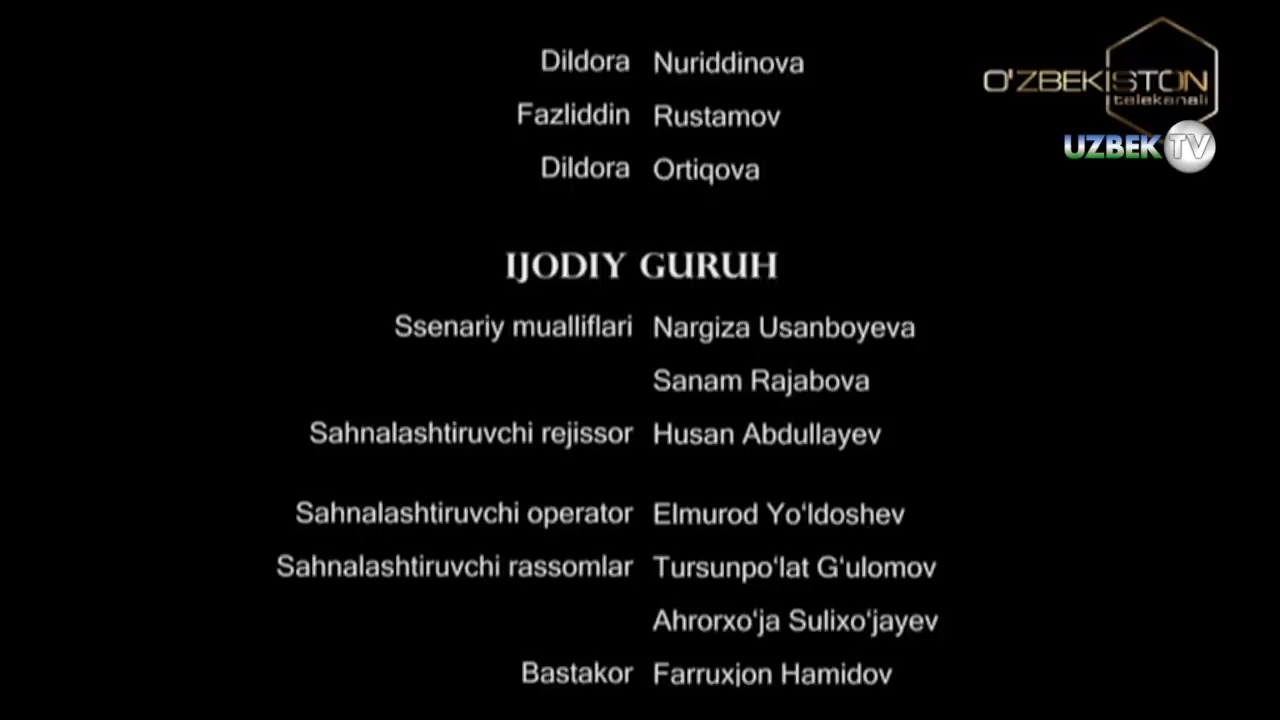 Dildora Nuriddinova
Fazliddin Rustamov
Dildora Ortiqova
O'ZBEKISTON
telekanali
UZBEK TV
IJODIY GURUH
Ssenariy mualliflari Nargiza Usanboyeva
Sanam Rajabova
Sahnalashtiruvchi rejissor Husan Abdullayev
Sahnalashtiruvchi operator Elmurod Yo‘ldoshev
Sahnalashtiruvchi rassomlar Tursunpo‘lat G‘ulomov
Ahrorxo‘ja Sulixo‘jayev
Bastakor Farruxjon Hamidov